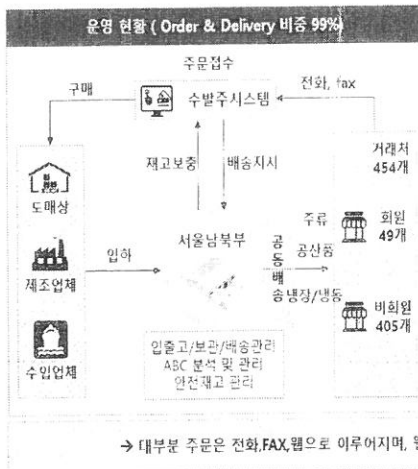 운영 현황 ( Order & Delivery 비중 99%)
주문접수
구매
수발주시스템
전화, fax
재고보충
배송지시
거래처
454개
도매상
서울남북부
주류
회원
49개
제조업체
입하
공동배송
공산품
냉장/냉동
비회원
405개
수입업체
입출고/보관/배송관리
ABC 분석 및 관리
안전재고 관리
→ 대부분 주문은 전화,FAX,웹으로 이루어지며,